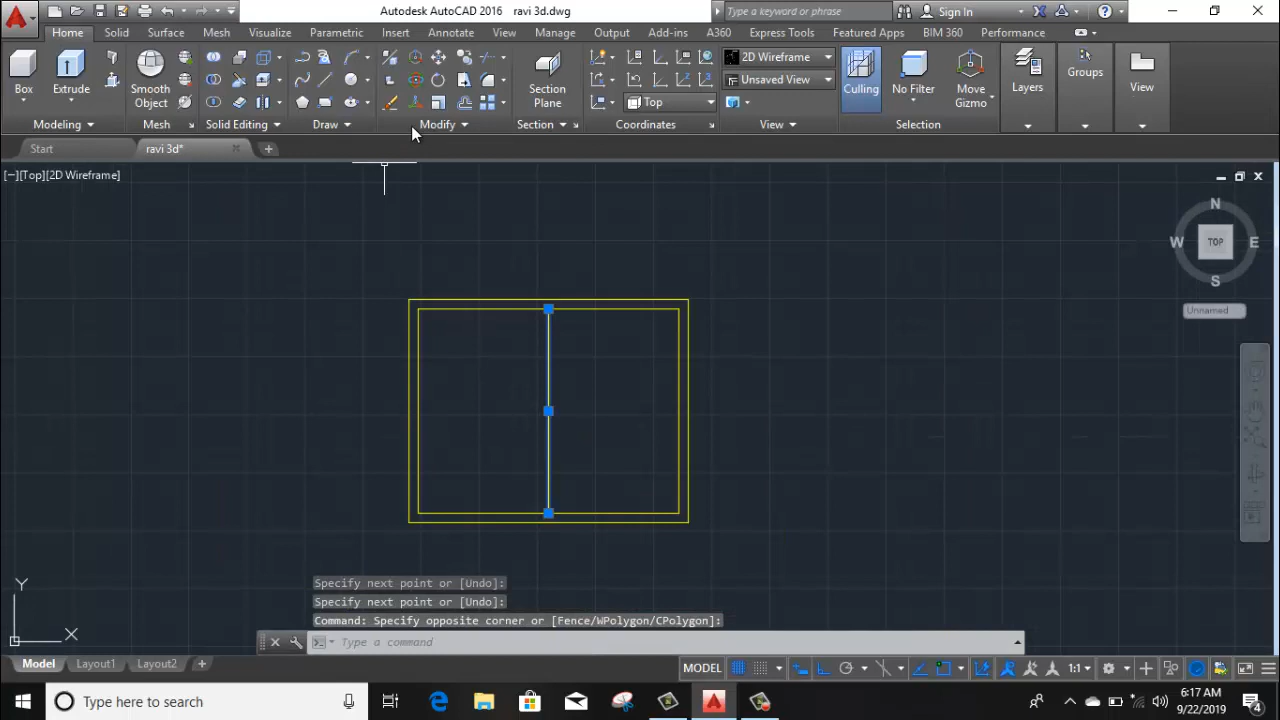 Autodesk AutoCAD 2016 ravi 3d.dwg
Type a keyword or phrase
Sign In
Home Solid Surface Mesh Visualize Parametric Insert Annotate View Manage Output Add-ins A360 Express Tools Featured Apps BIM 360 Performance
2D Wireframe
Unsaved View
Top
Box Extrude Smooth Object Section Plane Culling No Filter Move Gizmo Layers Groups View
Modeling Mesh Solid Editing Draw Modify Section Coordinates View Selection
Start ravi 3d*
[−][Top][2D Wireframe]
N
W TOP E
S
Unnamed
Y
X
Specify next point or [Undo]:
Specify next point or [Undo]:
Command: Specify opposite corner or [Fence/WPolygon/CPolygon]:
Type a command
Model Layout1 Layout2
MODEL
1:1
Type here to search
6:17 AM
9/22/2019
4